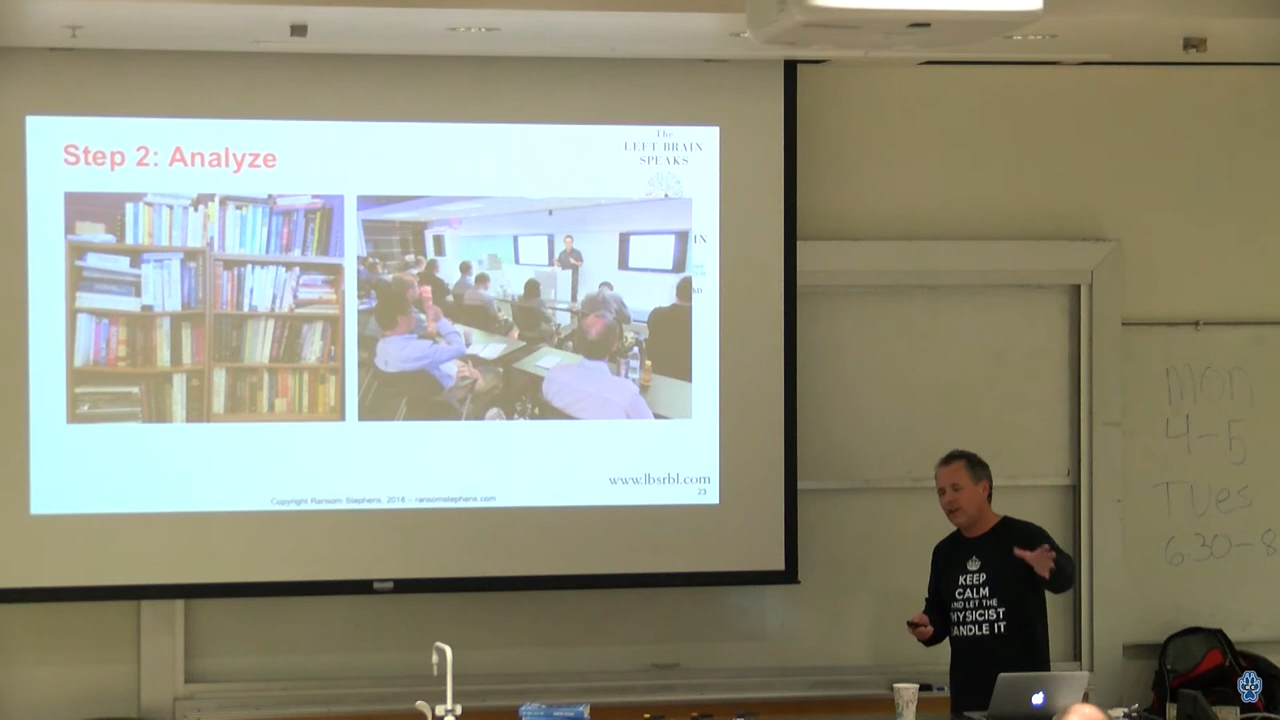 Step 2: Analyze
The
LEFT BRAIN
SPEAKS
IN
www.lbsrbl.com
23
Copyright Ransom Stephens, 2016 – ransomstephens.com
KEEP
CALM
AND LET THE
PHYSICIST
HANDLE IT
Mon
4-5
Tues
6:30-8